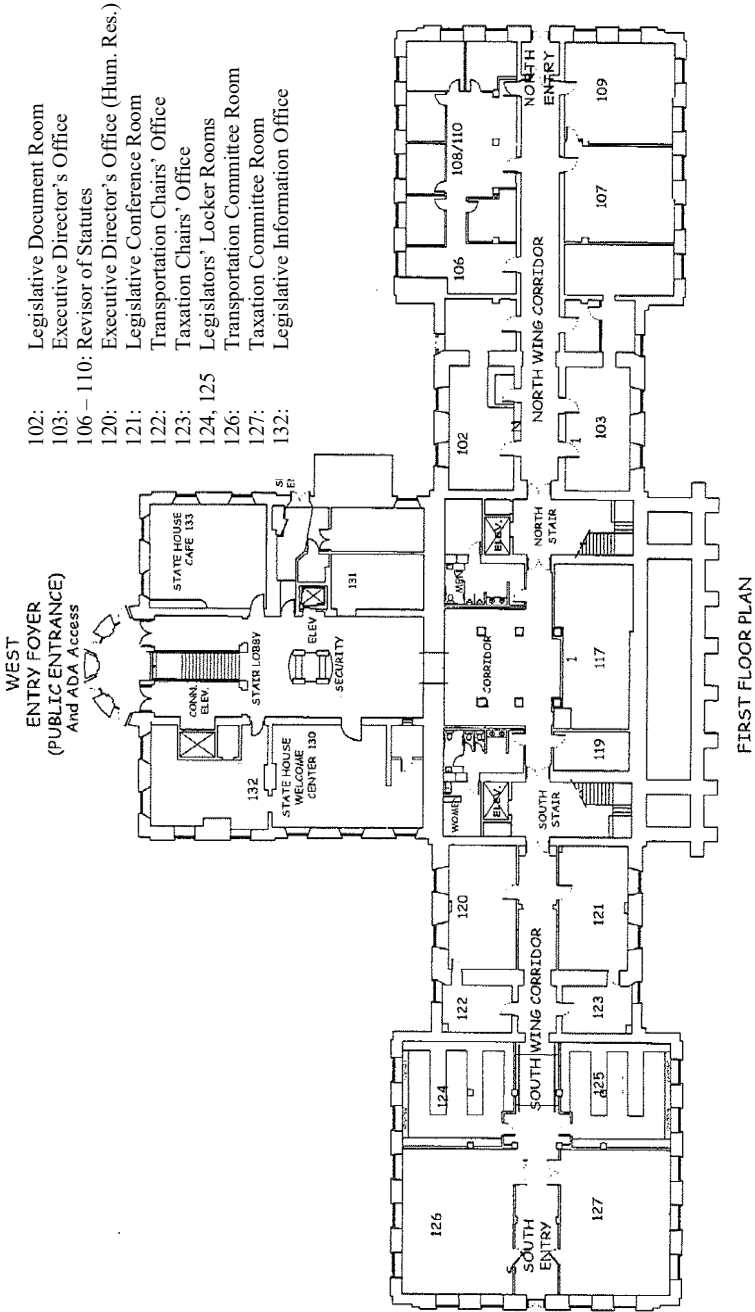 WEST
ENTRY FOYER
(PUBLIC ENTRANCE)
And ADA Access
102: Legislative Document Room
103: Executive Director's Office
106 – 110: Revisor of Statutes
120: Executive Director's Office (Hum. Res.)
121: Legislative Conference Room
122: Transportation Chairs' Office
123: Taxation Chairs' Office
124, 125 Legislators' Locker Rooms
126: Transportation Committee Room
127: Taxation Committee Room
132: Legislative Information Office
STATE HOUSE
CAFE 133
CONN.
ELEV.
STAIR LOBBY
ELEV
131
SECURITY
132
STATE HOUSE
WELCOME
CENTER 130
126
124
122
120
WOME
ELEV.
CORRIDOR
MEN
ELEV.
102
106
108/110
SOUTH
ENTRY
SOUTH WING CORRIDOR
SOUTH
STAIR
NORTH
STAIR
NORTH WING CORRIDOR
NORTH
ENTRY
127
125
123
121
119
117
1
103
1
107
109
FIRST FLOOR PLAN